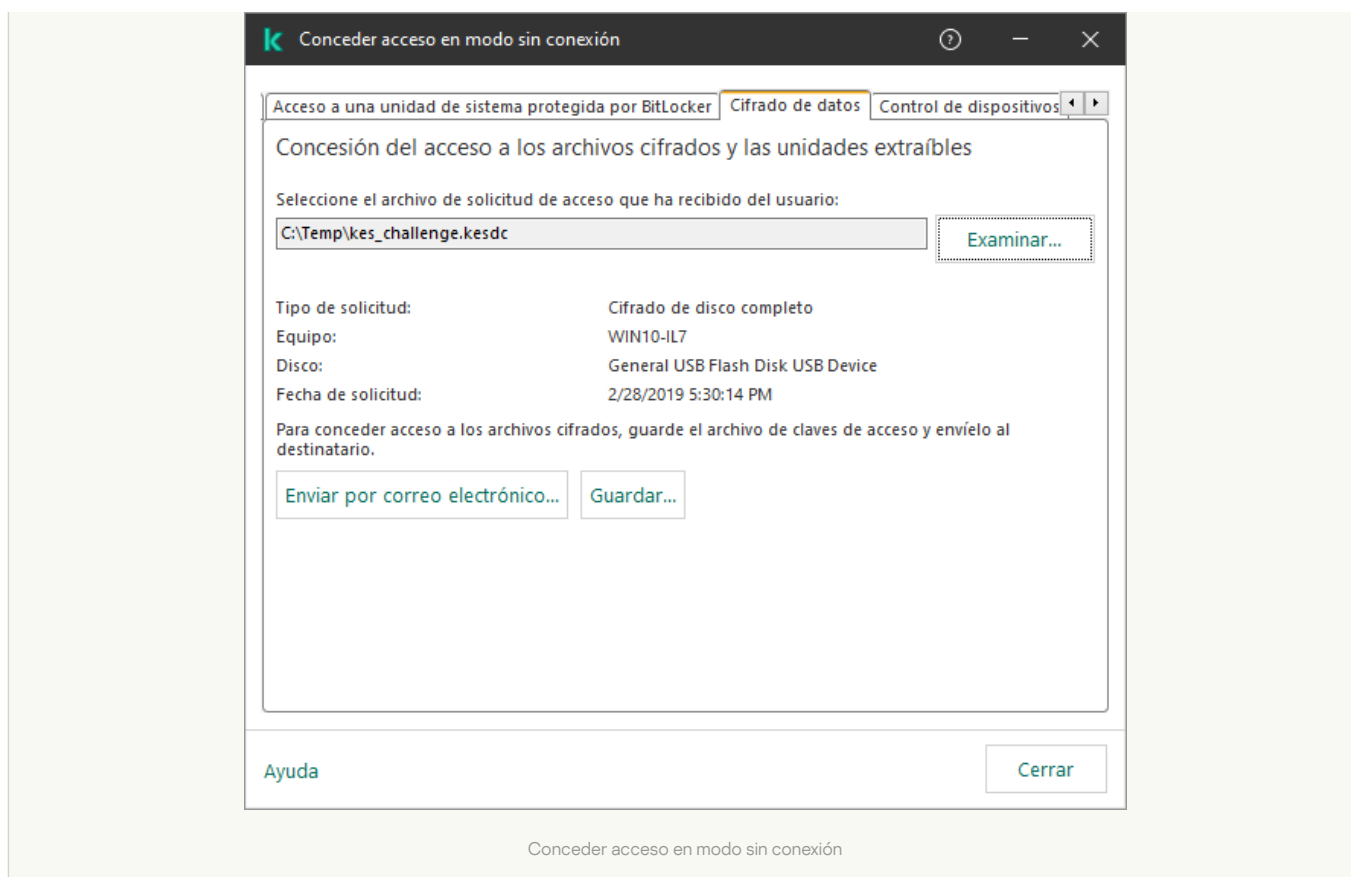 Conceder acceso en modo sin conexión
Acceso a una unidad de sistema protegida por BitLocker
Cifrado de datos
Control de dispositivos
Concesión del acceso a los archivos cifrados y las unidades extraíbles
Seleccione el archivo de solicitud de acceso que ha recibido del usuario:
C:\Temp\kes_challenge.kesdc
Examinar...
Tipo de solicitud: Cifrado de disco completo
Equipo: WIN10-IL7
Disco: General USB Flash Disk USB Device
Fecha de solicitud: 2/28/2019 5:30:14 PM
Para conceder acceso a los archivos cifrados, guarde el archivo de claves de acceso y envíelo al
destinatario.
Enviar por correo electrónico... Guardar...
Ayuda
Cerrar
Conceder acceso en modo sin conexión